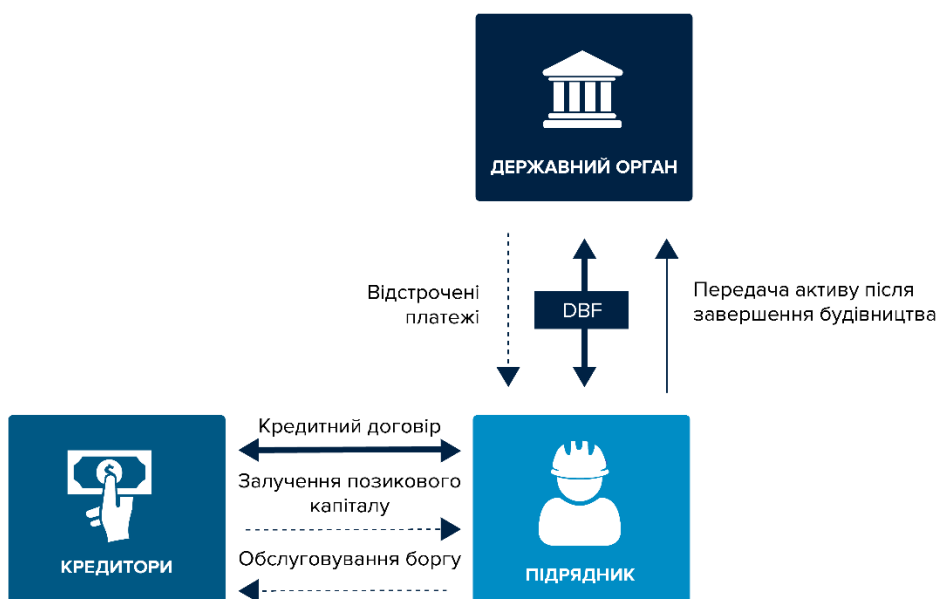 ДЕРЖАВНИЙ ОРГАН
Відстрочені
платежі
DBF
Передача активу після
завершення будівництва
Кредитний договір
Залучення позикового
капіталу
Обслуговування боргу
$
КРЕДИТОРИ
ПІДРЯДНИК